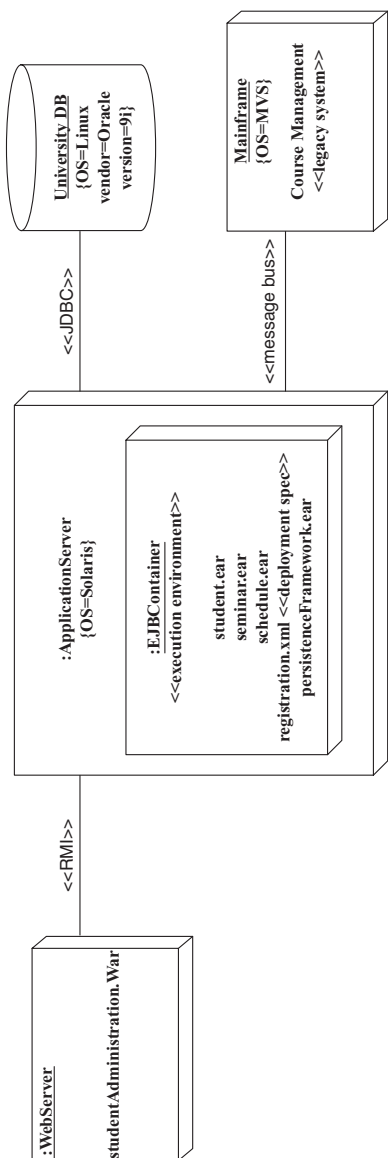 :WebServer
studentAdministration.War
<<RMI>>
:ApplicationServer
{OS=Solaris}
:EJBContainer
<<execution environment>>
student.ear
seminar.ear
schedule.ear
registration.xml <<deployment spec>>
persistenceFramework.ear
<<JDBC>>
University DB
{OS=Linux
vendor=Oracle
version=9i}
<<message bus>>
Mainframe
{OS=MVS}
Course Management
<<legacy system>>